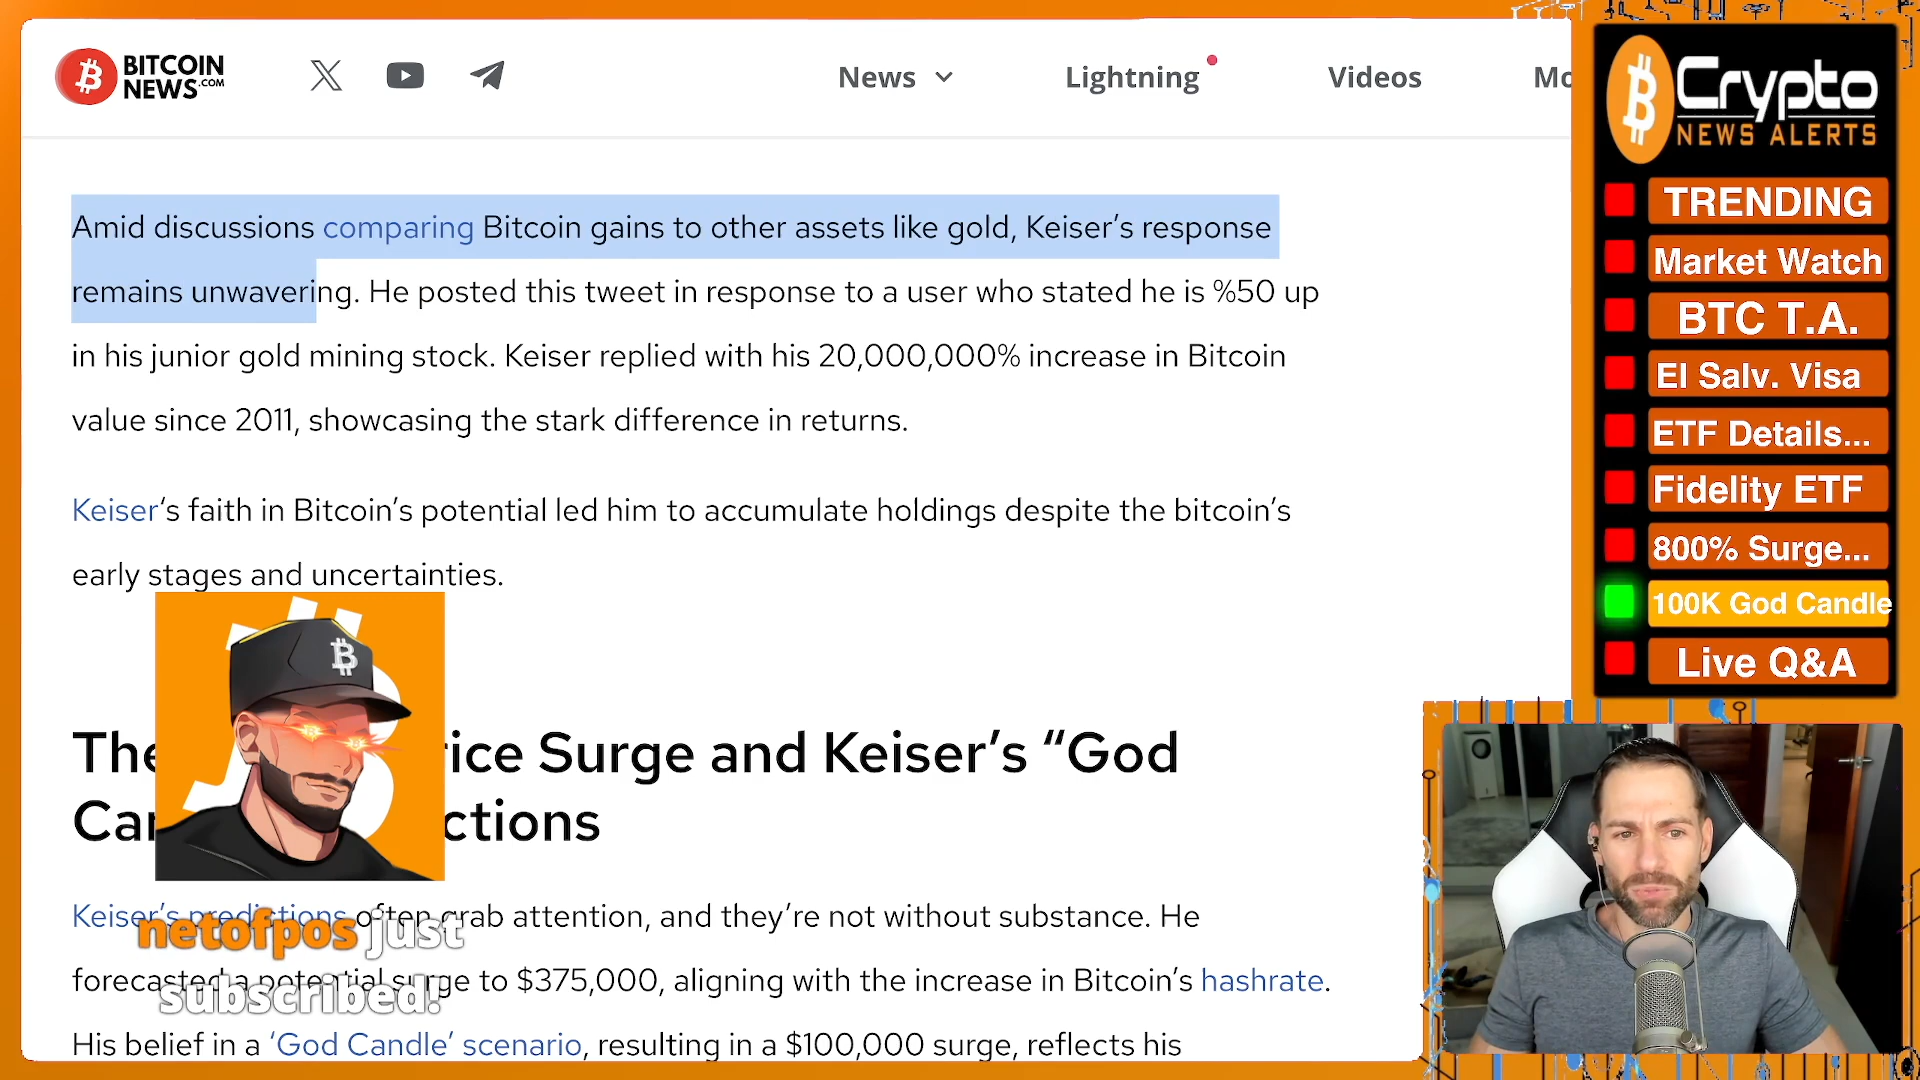 BITCOIN
NEWS.COM
News
Lightning
Videos
Amid discussions comparing Bitcoin gains to other assets like gold, Keiser’s response
remains unwavering. He posted this tweet in response to a user who stated he is %50 up
in his junior gold mining stock. Keiser replied with his 20,000,000% increase in Bitcoin
value since 2011, showcasing the stark difference in returns.
Keiser’s faith in Bitcoin’s potential led him to accumulate holdings despite the bitcoin’s
early stages and uncertainties.
The rice Surge and Keiser’s “God
Ca ctions
Keiser’s predictions often grab attention, and they’re not without substance. He
forecasted a potential surge to $375,000, aligning with the increase in Bitcoin’s hashrate.
His belief in a ‘God Candle’ scenario, resulting in a $100,000 surge, reflects his
netofpos just
subscribed!
Crypto
NEWS ALERTS
TRENDING
Market Watch
BTC T.A.
El Salv. Visa
ETF Details...
Fidelity ETF
800% Surge...
100K God Candle
Live Q&A